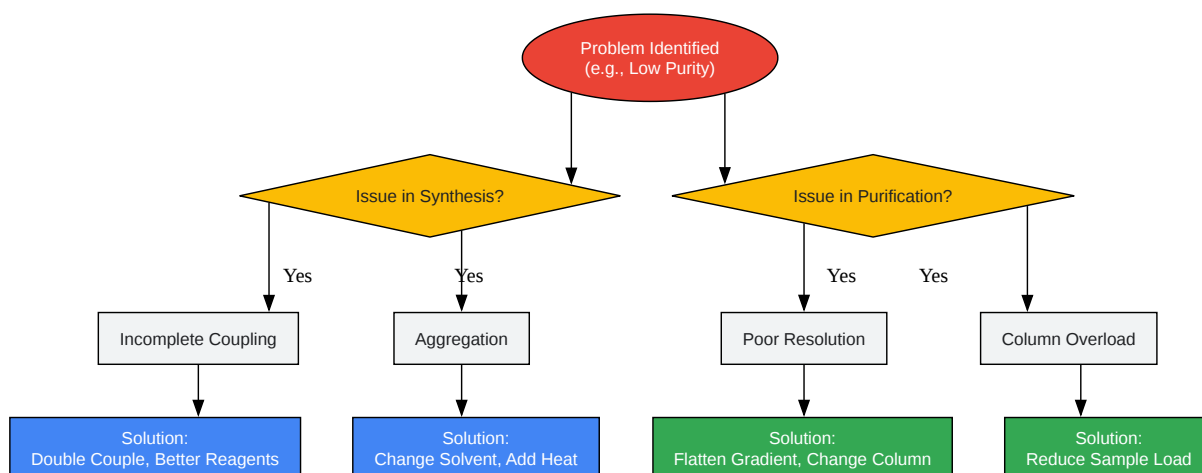 Problem Identified
(e.g., Low Purity)
Issue in Synthesis?
Issue in Purification?
Yes
Yes
Yes
Yes
Incomplete Coupling
Aggregation
Poor Resolution
Column Overload
Solution:
Double Couple, Better Reagents
Solution:
Change Solvent, Add Heat
Solution:
Flatten Gradient, Change Column
Solution:
Reduce Sample Load